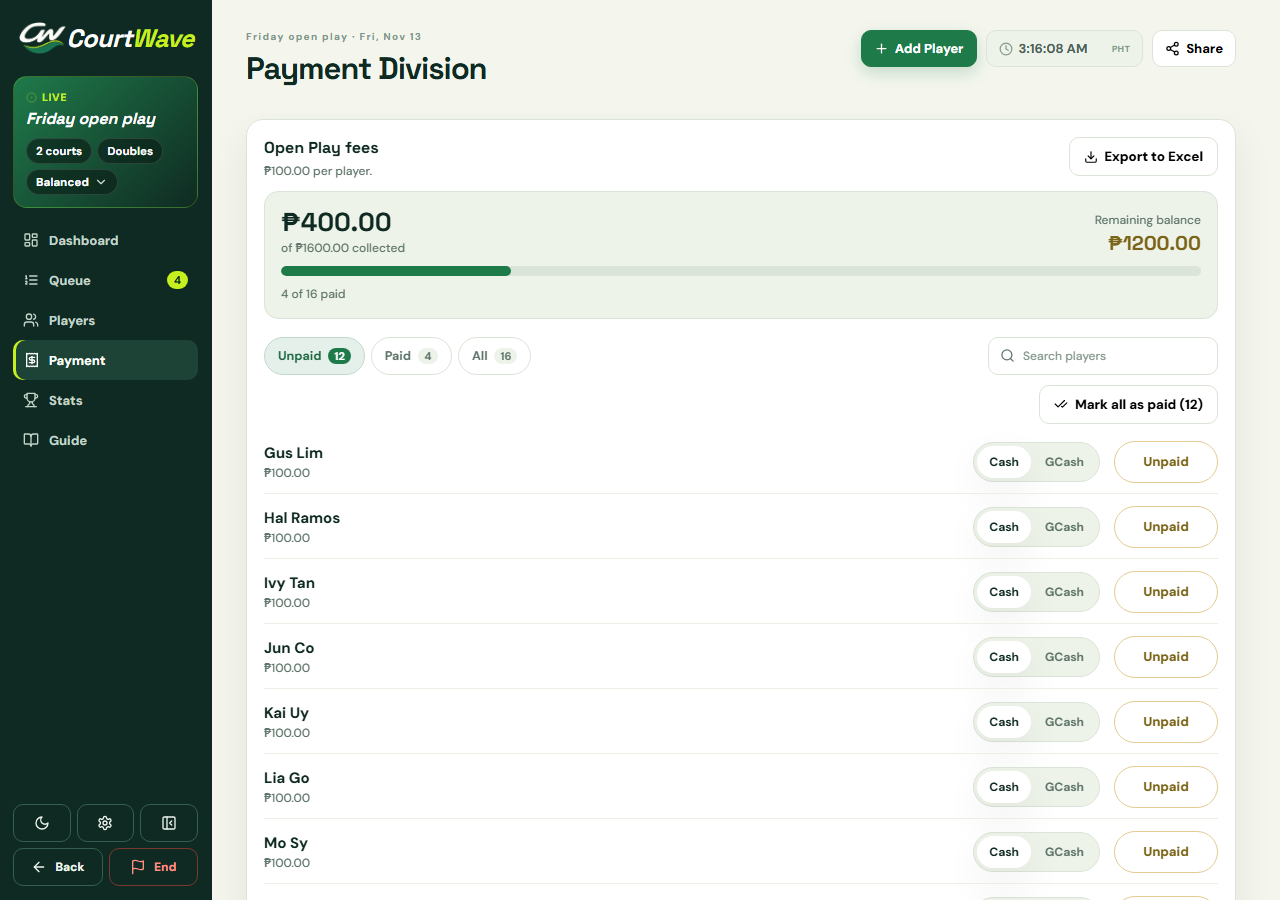 CW CourtWave
LIVE
Friday open play
2 courts
Doubles
Balanced
Dashboard
Queue 4
Players
Payment
Stats
Guide
Back
End
Friday open play · Fri, Nov 13
Payment Division
Add Player
3:16:08 AM PHT
Share
Open Play fees
₱100.00 per player.
Export to Excel
₱400.00
of ₱1600.00 collected
Remaining balance
₱1200.00
4 of 16 paid
Unpaid 12
Paid 4
All 16
Search players
Mark all as paid (12)
Gus Lim
₱100.00
Cash GCash Unpaid
Hal Ramos
₱100.00
Cash GCash Unpaid
Ivy Tan
₱100.00
Cash GCash Unpaid
Jun Co
₱100.00
Cash GCash Unpaid
Kai Uy
₱100.00
Cash GCash Unpaid
Lia Go
₱100.00
Cash GCash Unpaid
Mo Sy
₱100.00
Cash GCash Unpaid